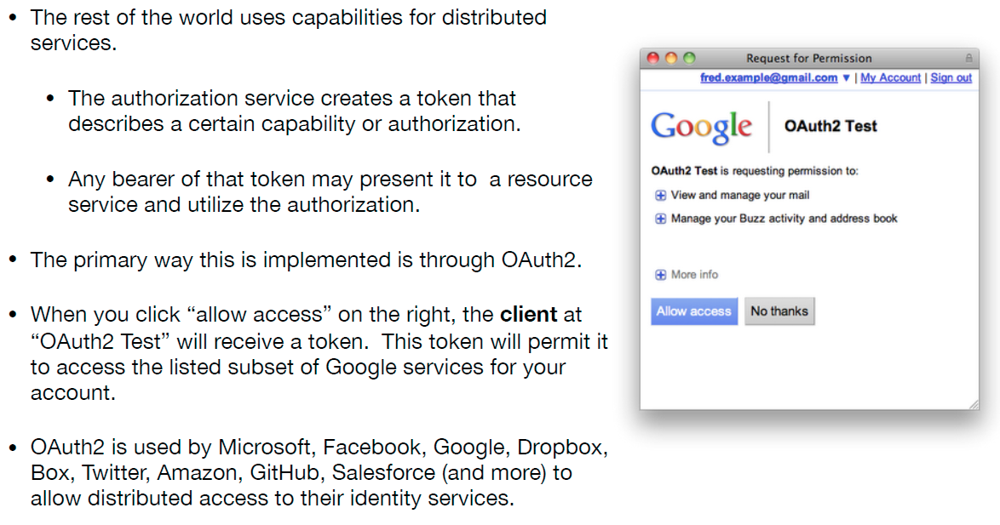 • The rest of the world uses capabilities for distributed
services.
• The authorization service creates a token that
describes a certain capability or authorization.
• Any bearer of that token may present it to  a resource
service and utilize the authorization.
• The primary way this is implemented is through OAuth2.
• When you click “allow access” on the right, the client at
“OAuth2 Test” will receive a token.  This token will permit it
to access the listed subset of Google services for your
account.
• OAuth2 is used by Microsoft, Facebook, Google, Dropbox,
Box, Twitter, Amazon, GitHub, Salesforce (and more) to
allow distributed access to their identity services.
Request for Permission
fred.example@gmail.com ▼ | My Account | Sign out
Google OAuth2 Test
OAuth2 Test is requesting permission to:
View and manage your mail
Manage your Buzz activity and address book
More info
Allow access No thanks